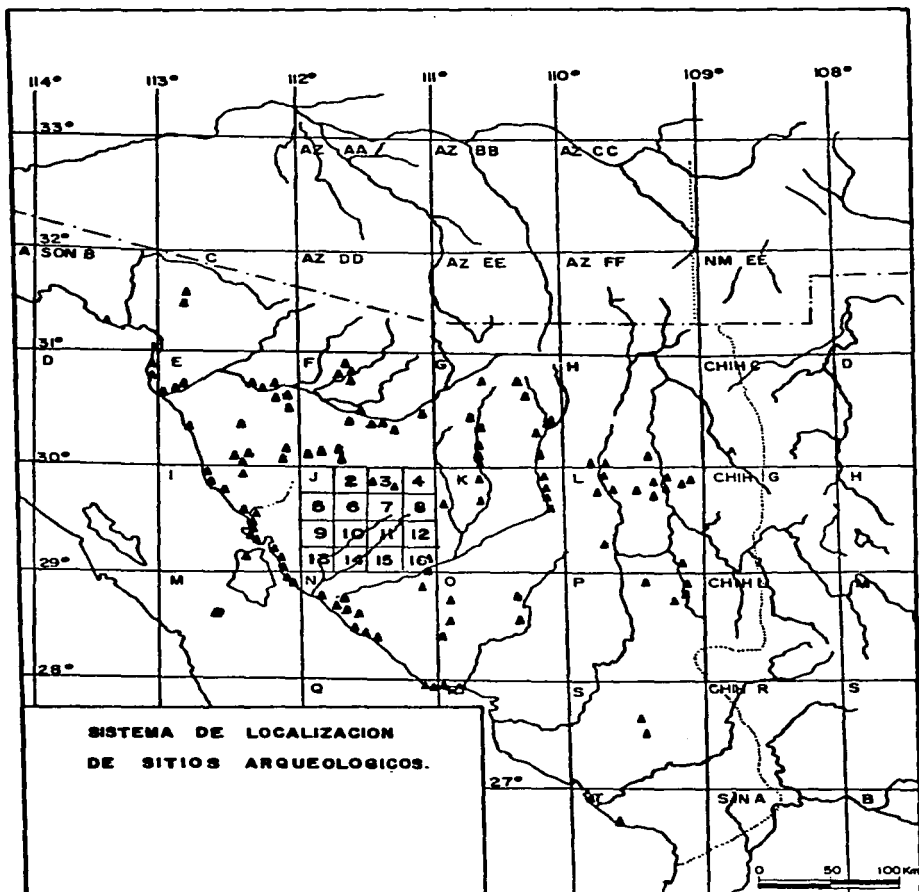 114° 113° 112° 111° 110° 109° 108°
33°
AZ AA AZ BB AZ CC
32°
A SON B C AZ DD AZ EE AZ FF NM EE
31°
D E F G H CHIH C D
30°
I J 2 3 4 K L CHIH G H
5 6 7 8
9 10 11 12
13 14 15 16
29°
M N O P CHIH L M
28°
Q S CHIH R S
SISTEMA DE LOCALIZACION
DE SITIOS ARQUEOLOGICOS.
27°
T SIN A B
0 50 100 Km